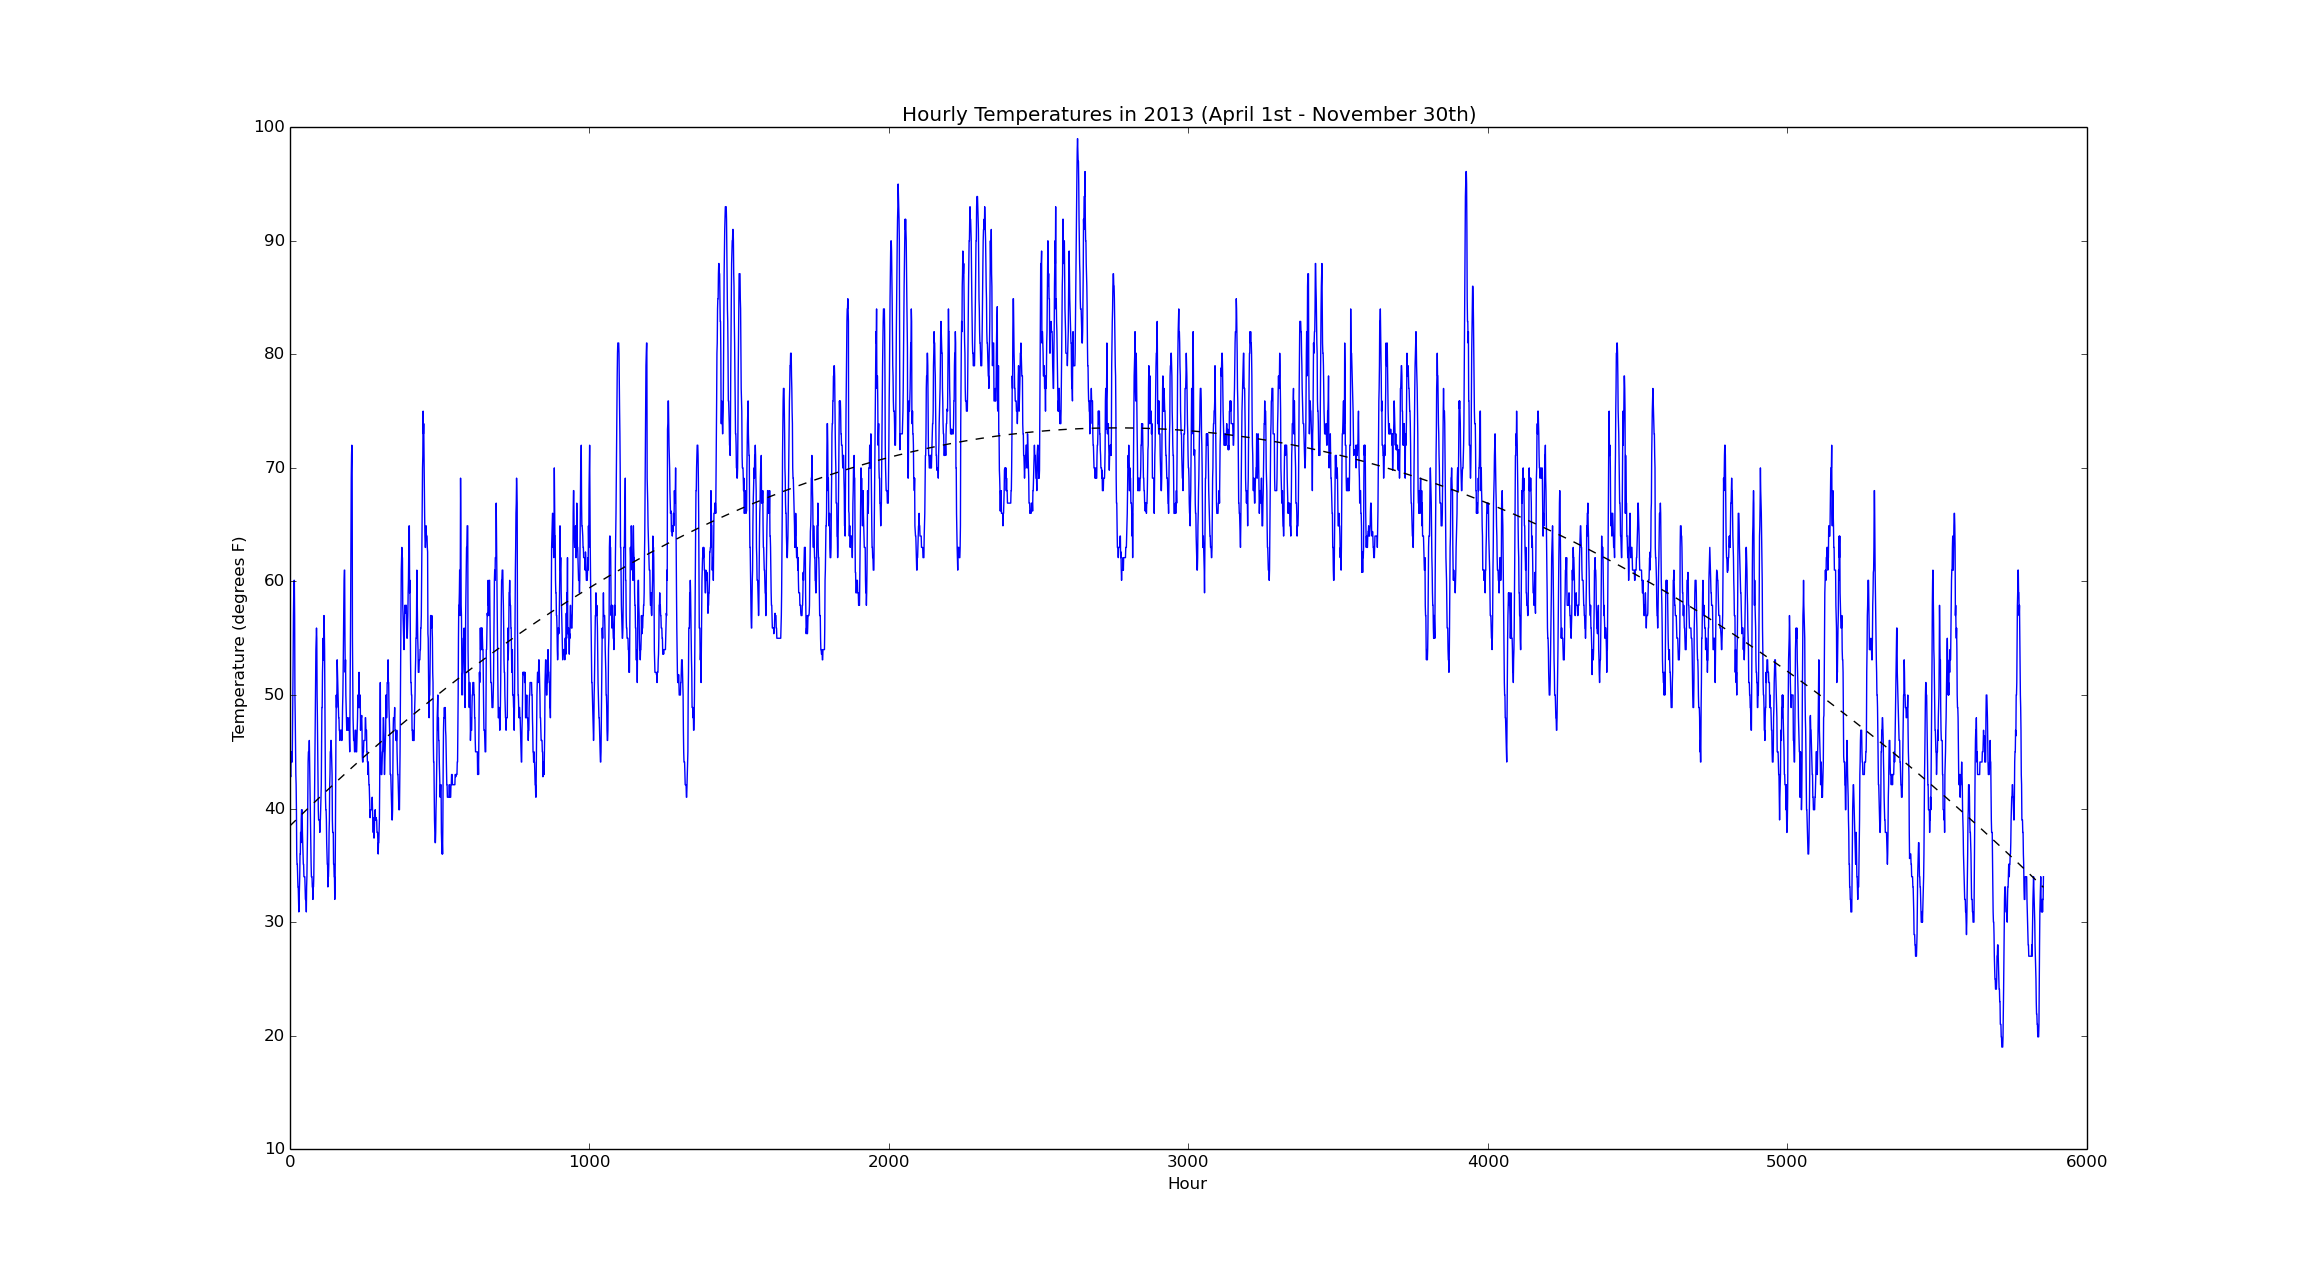 Hourly Temperatures in 2013 (April 1st - November 30th)
100
90
80
70
60
50
40
30
20
10
Temperature (degrees F)
0 1000 2000 3000 4000 5000 6000
Hour